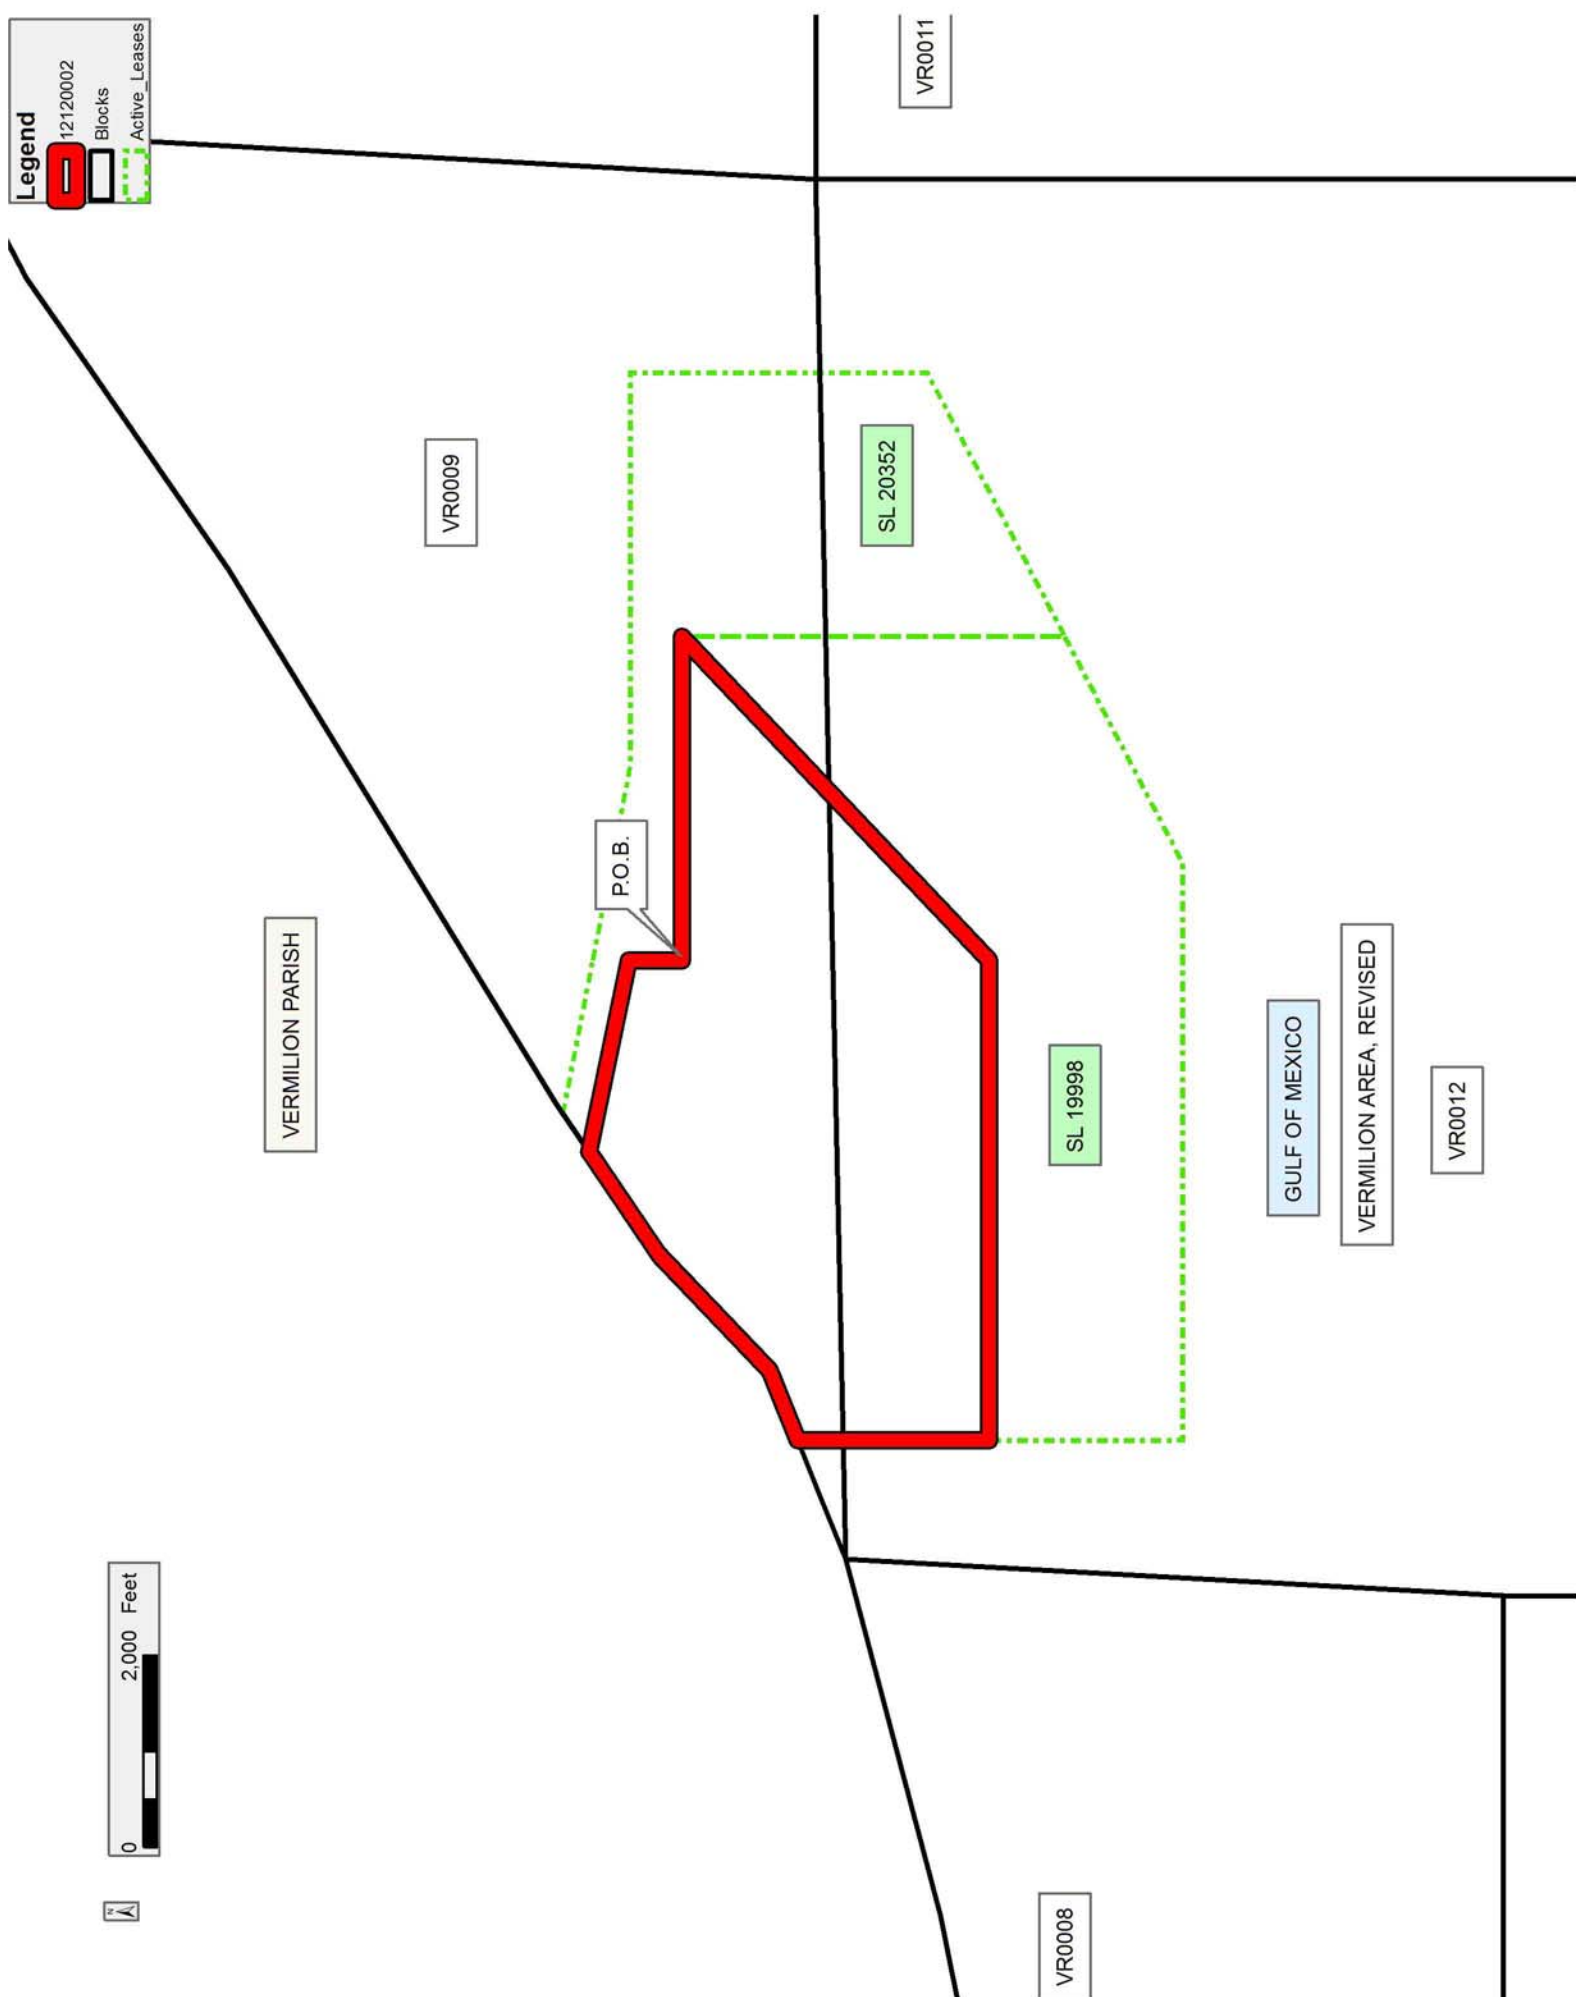 Legend
12120002
Blocks
Active_Leases
0 2,000 Feet
N
VERMILION PARISH
VR0009
P.O.B.
SL 20352
VR0011
SL 19998
VR0008
GULF OF MEXICO
VERMILION AREA, REVISED
VR0012